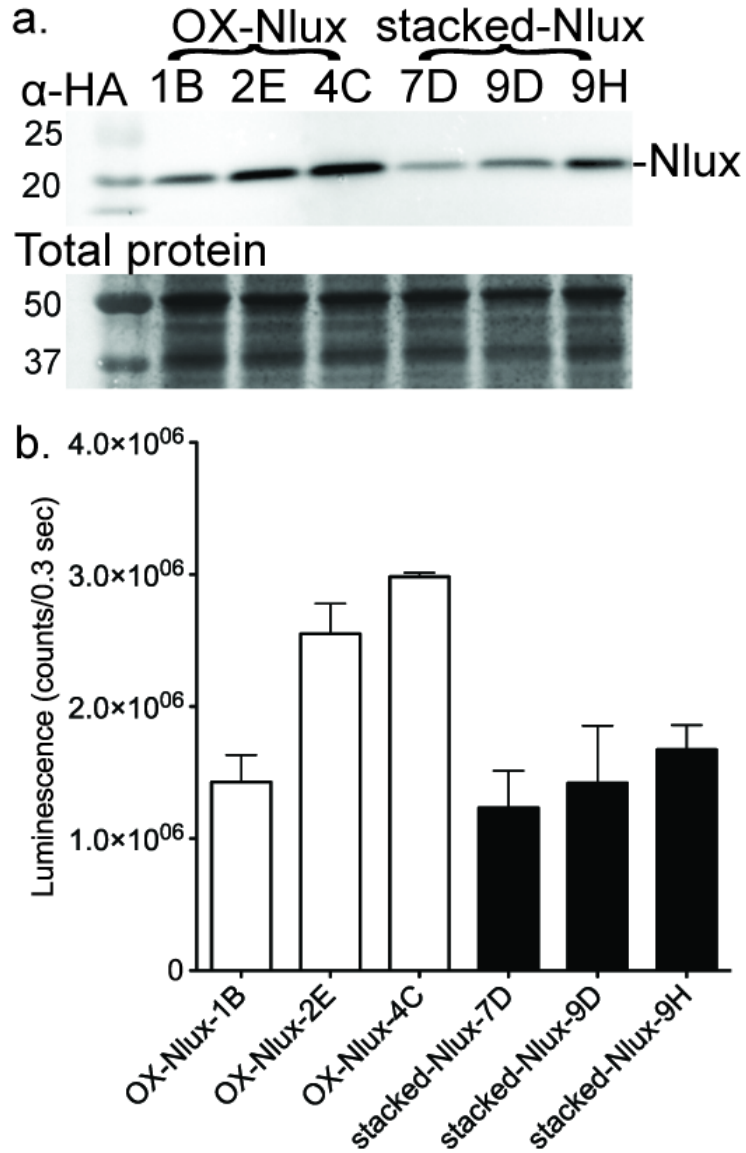 a.
OX-Nlux stacked-Nlux
α-HA 1B 2E 4C 7D 9D 9H
25
20
-Nlux
Total protein
50
37
b.
Luminescence (counts/0.3 sec)
4.0×10⁰⁶
3.0×10⁰⁶
2.0×10⁰⁶
1.0×10⁰⁶
0
OX-Nlux-1B
OX-Nlux-2E
OX-Nlux-4C
stacked-Nlux-7D
stacked-Nlux-9D
stacked-Nlux-9H